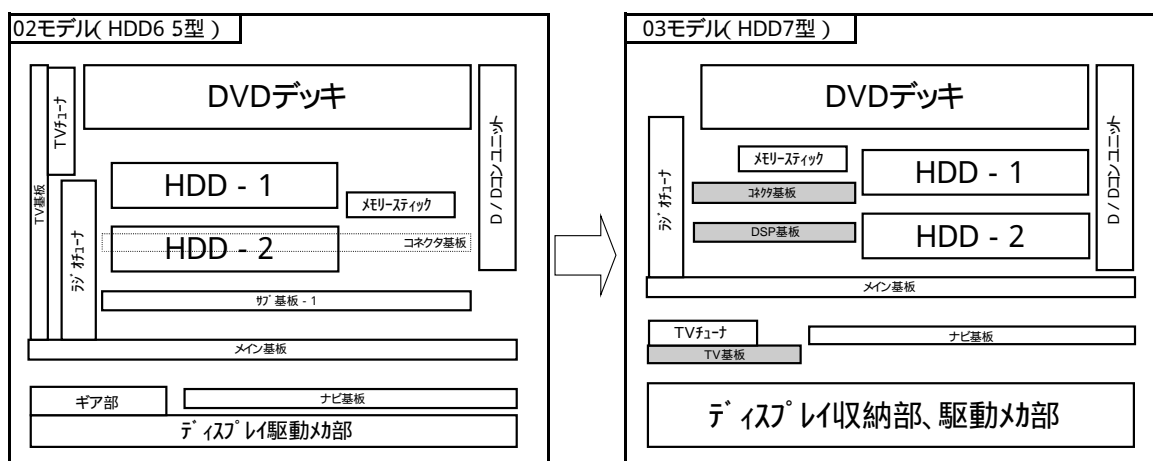 02モデル(HDD6 5型)
DVDデッキ
TVチューナ
TV基板
D/Dコンユニット
HDD - 1
メモリースティック
ラジオチューナ
HDD - 2
コネクタ基板
サブ基板 - 1
メイン基板
ギア部
ナビ基板
ディスプレイ駆動メカ部
03モデル(HDD7型)
DVDデッキ
ラジオチューナ
メモリースティック
HDD - 1
D/Dコンユニット
コネクタ基板
DSP基板
HDD - 2
メイン基板
TVチューナ
ナビ基板
TV基板
ディスプレイ収納部、駆動メカ部